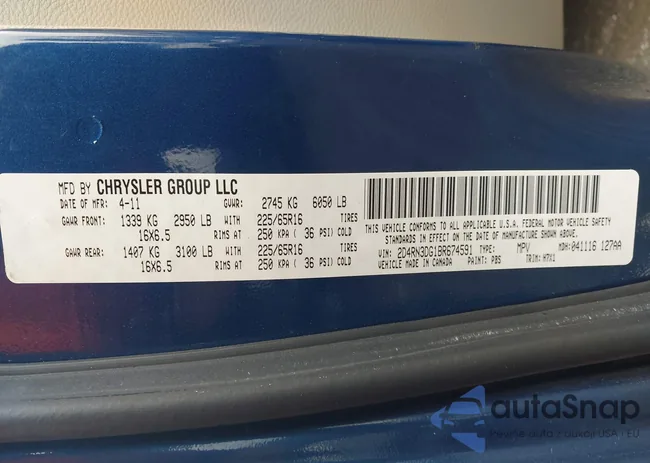 MFD BY CHRYSLER GROUP LLC
DATE OF MFR: 4-11 GVWR: 2745 KG 6050 LB
GAWR FRONT: 1339 KG 2950 LB WITH 225/65R16 TIRES
16X6.5 RIMS AT 250 KPA ( 36 PSI) COLD
GAWR REAR: 1407 KG 3100 LB WITH 225/65R16 TIRES
16X6.5 RIMS AT 250 KPA ( 36 PSI) COLD
THIS VEHICLE CONFORMS TO ALL APPLICABLE U.S.A. FEDERAL MOTOR VEHICLE SAFETY
STANDARDS IN EFFECT ON THE DATE OF MANUFACTURE SHOWN ABOVE
VIN: 2D4RN3DG1BR674591 TYPE: MPV MDH: 041116 127AA
VEHICLE MADE IN CANADA PAINT: PBS TRIM: H7X1
autoSnap
auto z aukcji USA i EU